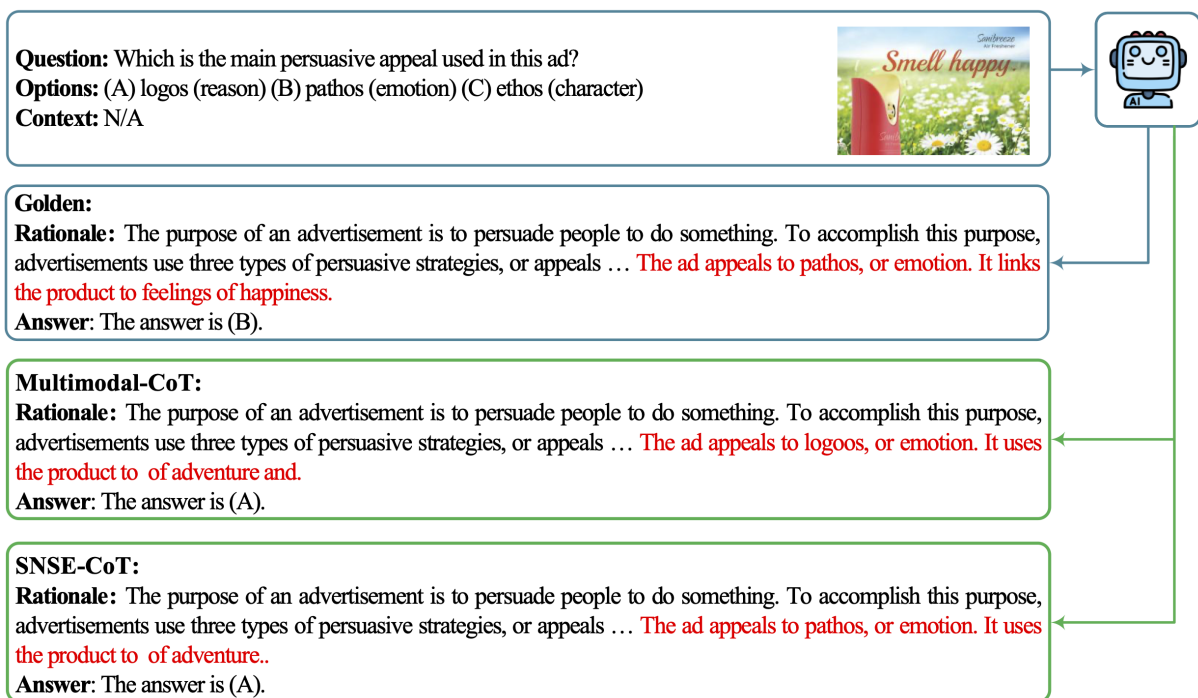 Question: Which is the main persuasive appeal used in this ad?
Options: (A) logos (reason) (B) pathos (emotion) (C) ethos (character)
Context: N/A
Sanibreeze
Air Freshener
Smell happy.
AI
Golden:
Rationale: The purpose of an advertisement is to persuade people to do something. To accomplish this purpose,
advertisements use three types of persuasive strategies, or appeals … The ad appeals to pathos, or emotion. It links
the product to feelings of happiness.
Answer: The answer is (B).
Multimodal-CoT:
Rationale: The purpose of an advertisement is to persuade people to do something. To accomplish this purpose,
advertisements use three types of persuasive strategies, or appeals … The ad appeals to logoos, or emotion. It uses
the product to  of adventure and.
Answer: The answer is (A).
SNSE-CoT:
Rationale: The purpose of an advertisement is to persuade people to do something. To accomplish this purpose,
advertisements use three types of persuasive strategies, or appeals … The ad appeals to pathos, or emotion. It uses
the product to  of adventure..
Answer: The answer is (A).